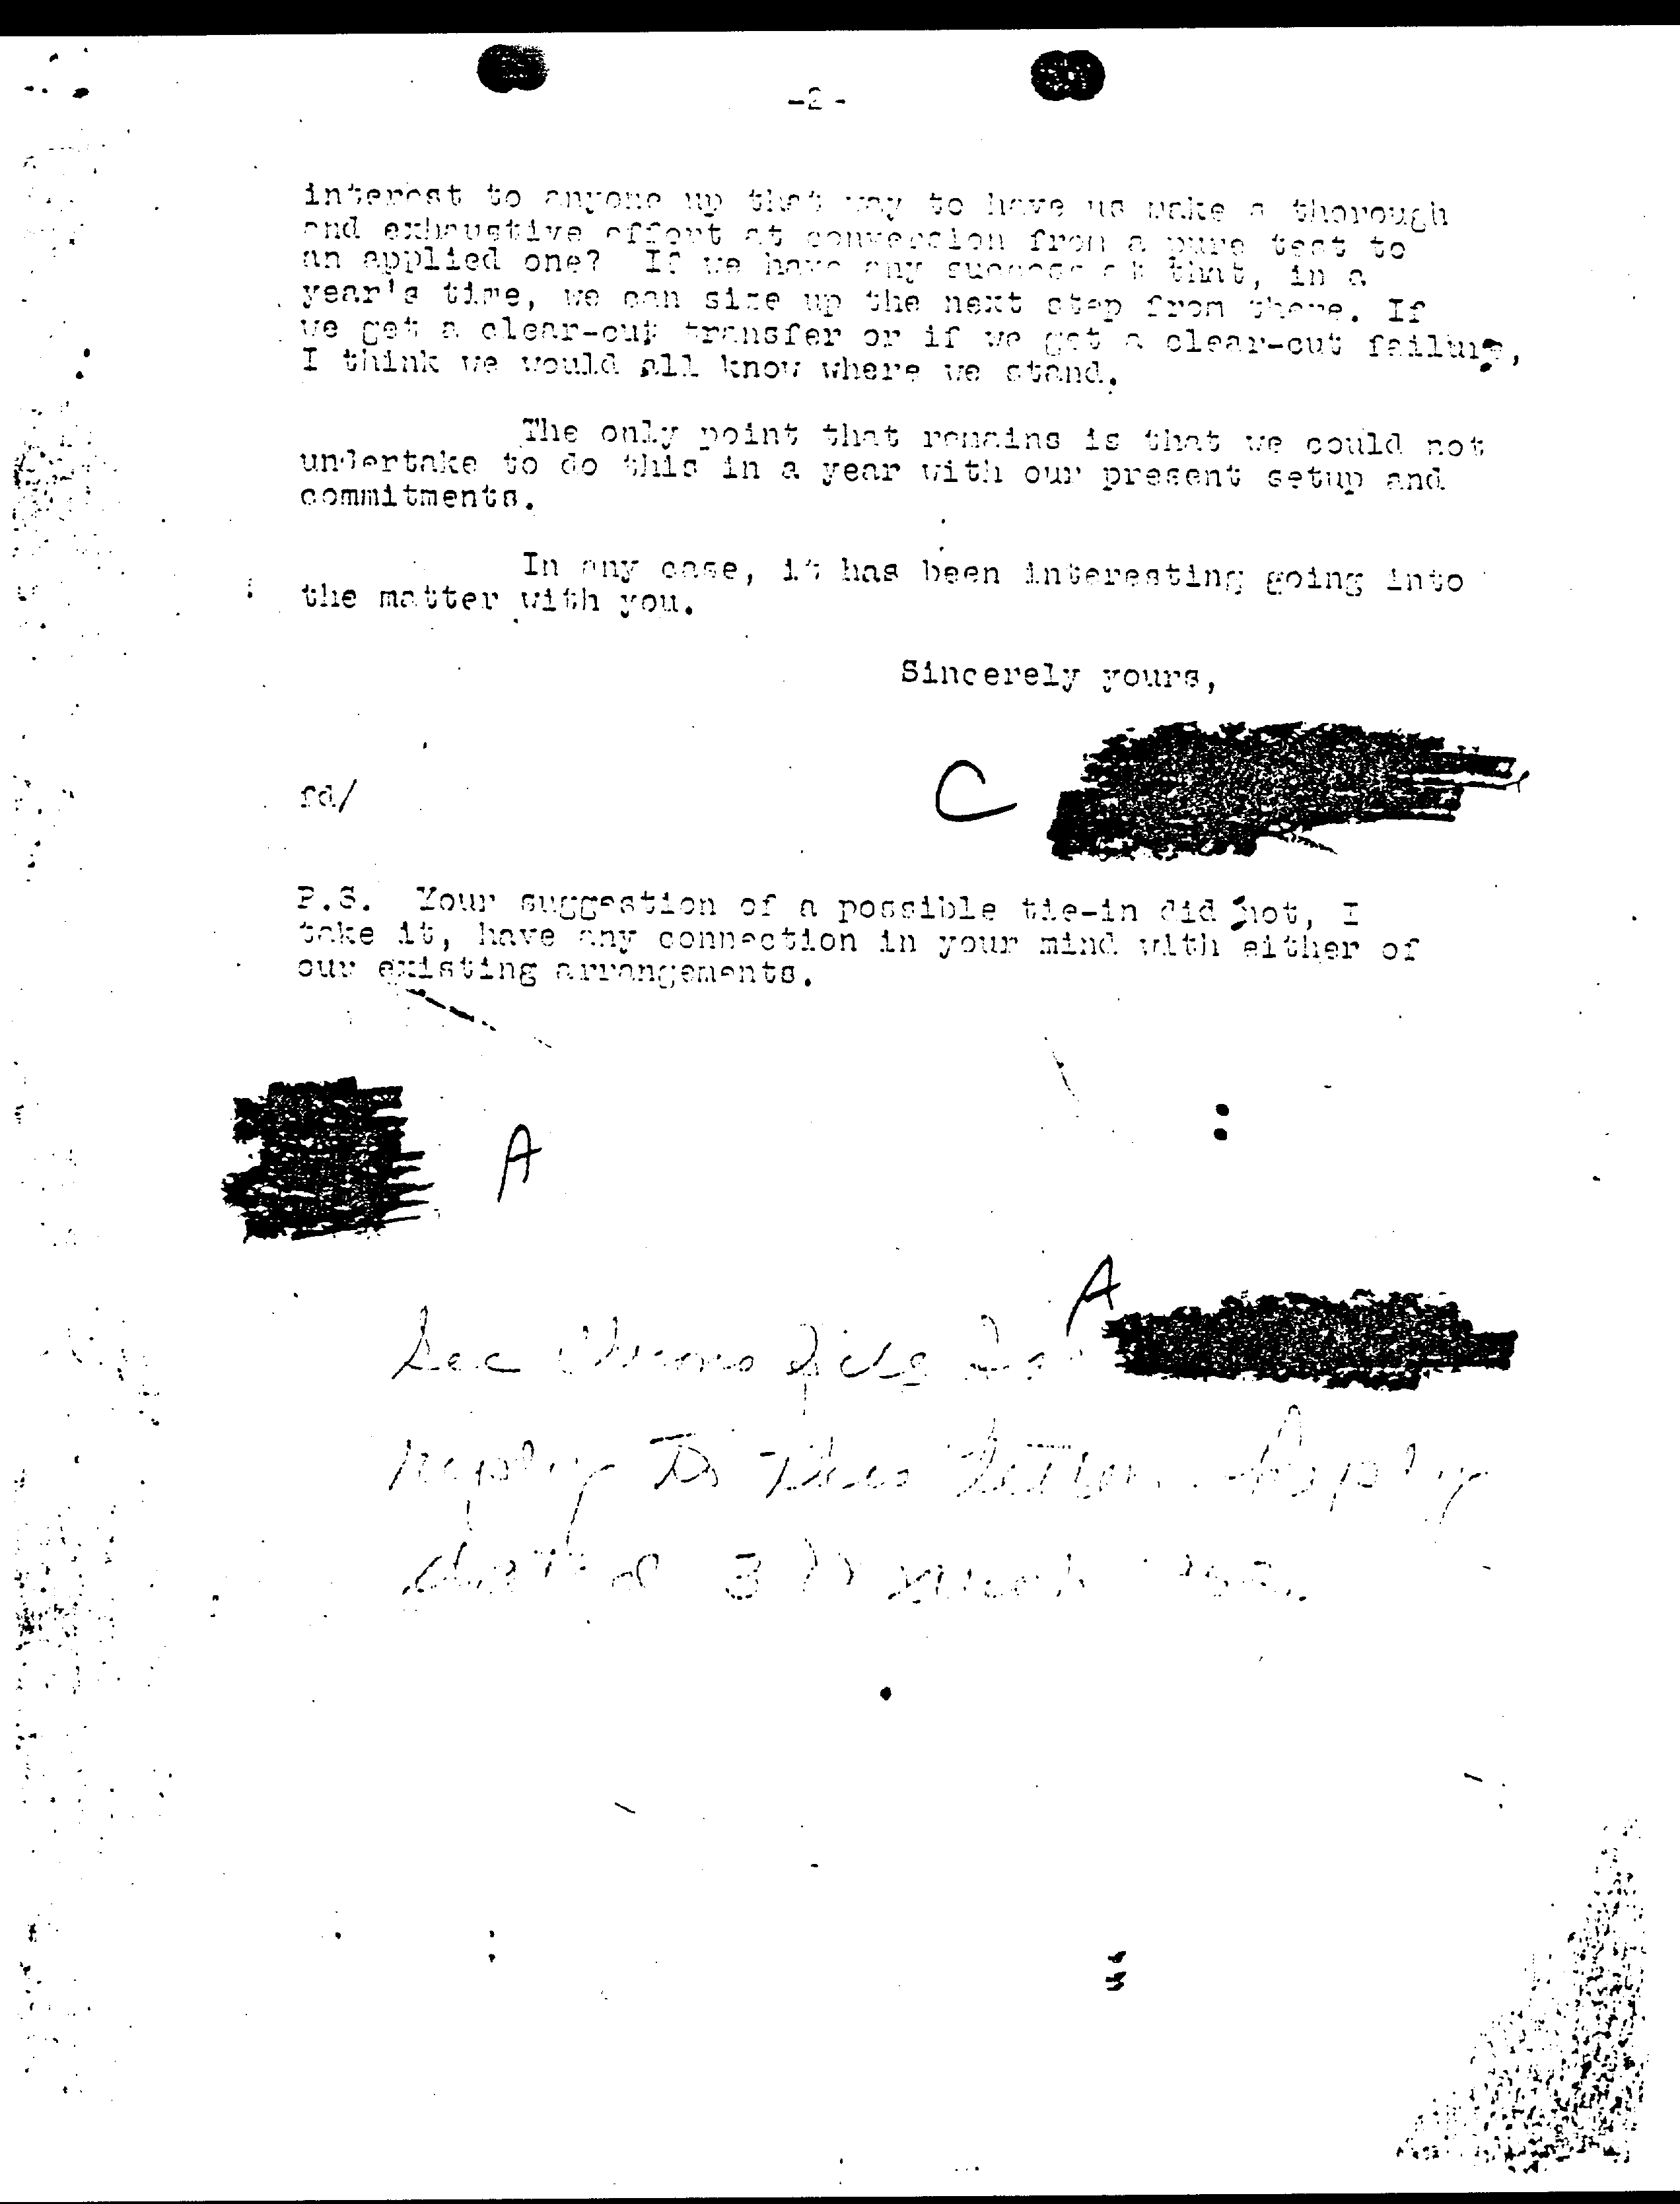 -2-
interest to anyone up that way to have us make a thorough
and exhaustive effort at conversion from a pure test to
an applied one? If we have any success at that, in a
year's time, we can size up the next step from there. If
we get a clear-cut transfer or if we get a clear-cut failure,
I think we would all know where we stand.
The only point that remains is that we could not
undertake to do this in a year with our present setup and
commitments.
In any case, it has been interesting going into
the matter with you.
Sincerely yours,
C
fd/
P.S. Your suggestion of a possible tie-in did not, I
take it, have any connection in your mind with either of
our existing arrangements.
A
A
See Chrono file for
reply to this letter. Reply
dated 3